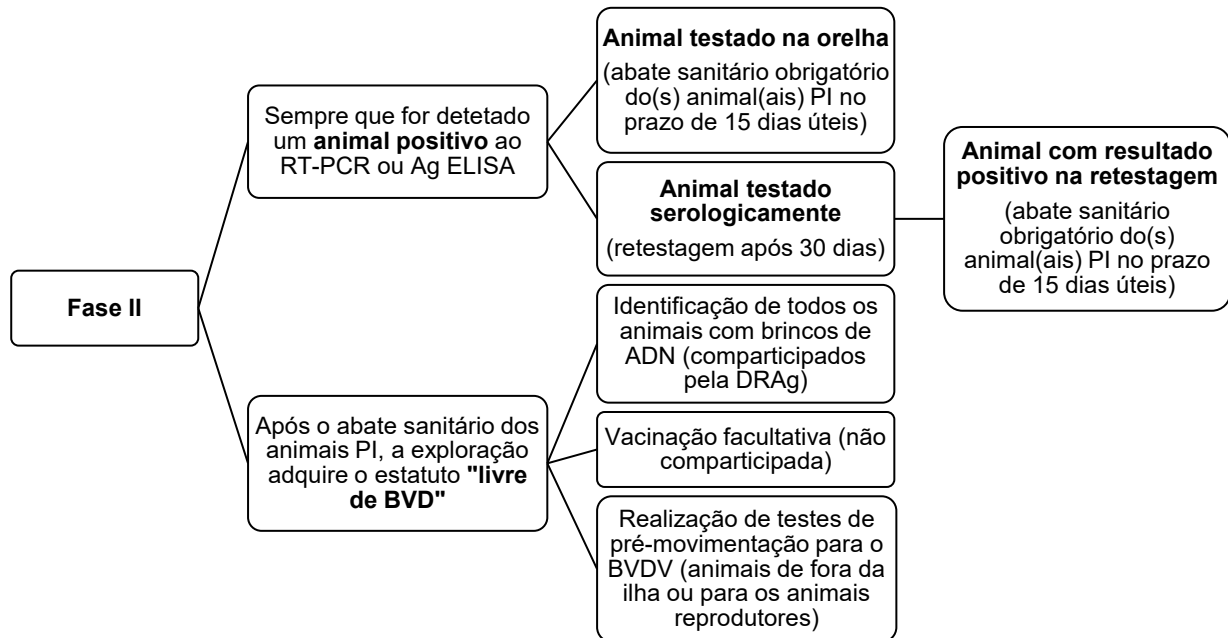 Fase II
Sempre que for detetado
um animal positivo ao
RT-PCR ou Ag ELISA
Animal testado na orelha
(abate sanitário obrigatório
do(s) animal(ais) PI no
prazo de 15 dias úteis)
Animal testado
serologicamente
(retestagem após 30 dias)
Animal com resultado
positivo na retestagem
(abate sanitário
obrigatório do(s)
animal(ais) PI no prazo
de 15 dias úteis)
Após o abate sanitário dos
animais PI, a exploração
adquire o estatuto "livre
de BVD"
Identificação de todos os
animais com brincos de
ADN (comparticipados
pela DRAg)
Vacinação facultativa (não
comparticipada)
Realização de testes de
pré-movimentação para o
BVDV (animais de fora da
ilha ou para os animais
reprodutores)